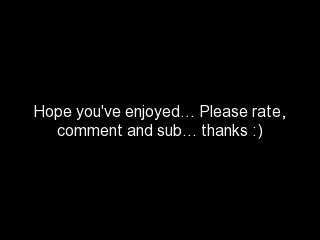 Hope you've enjoyed... Please rate,
comment and sub... thanks :)